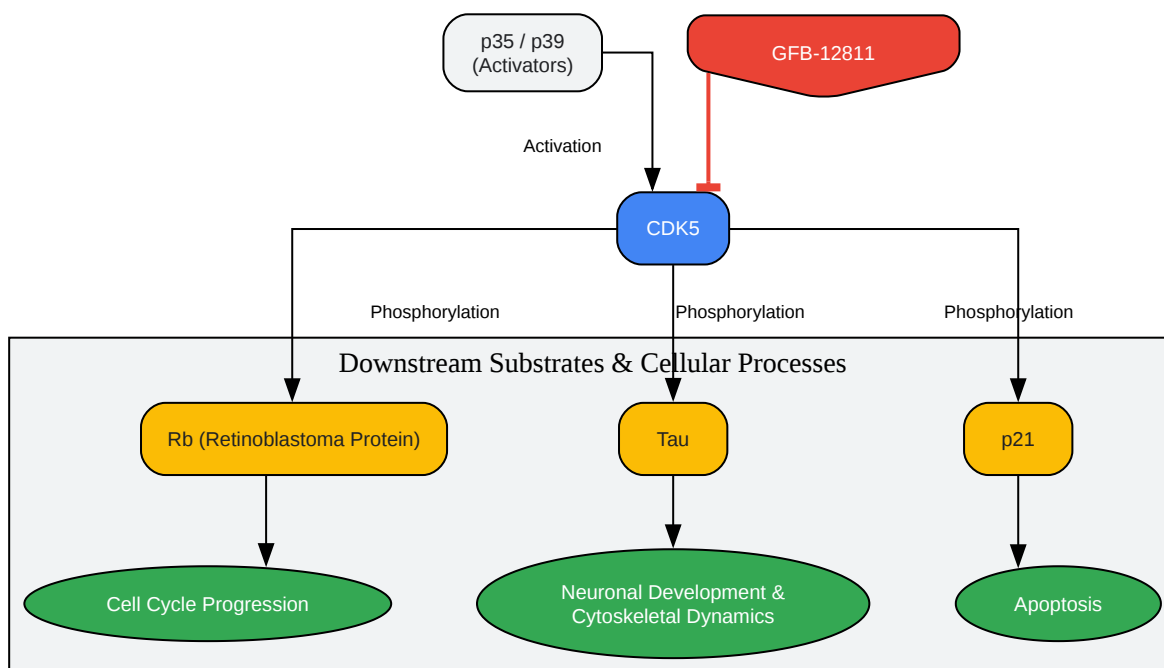 p35 / p39
(Activators)
GFB-12811
Activation
CDK5
Phosphorylation
Phosphorylation
Phosphorylation
Downstream Substrates & Cellular Processes
Rb (Retinoblastoma Protein)
Tau
p21
Cell Cycle Progression
Neuronal Development &
Cytoskeletal Dynamics
Apoptosis